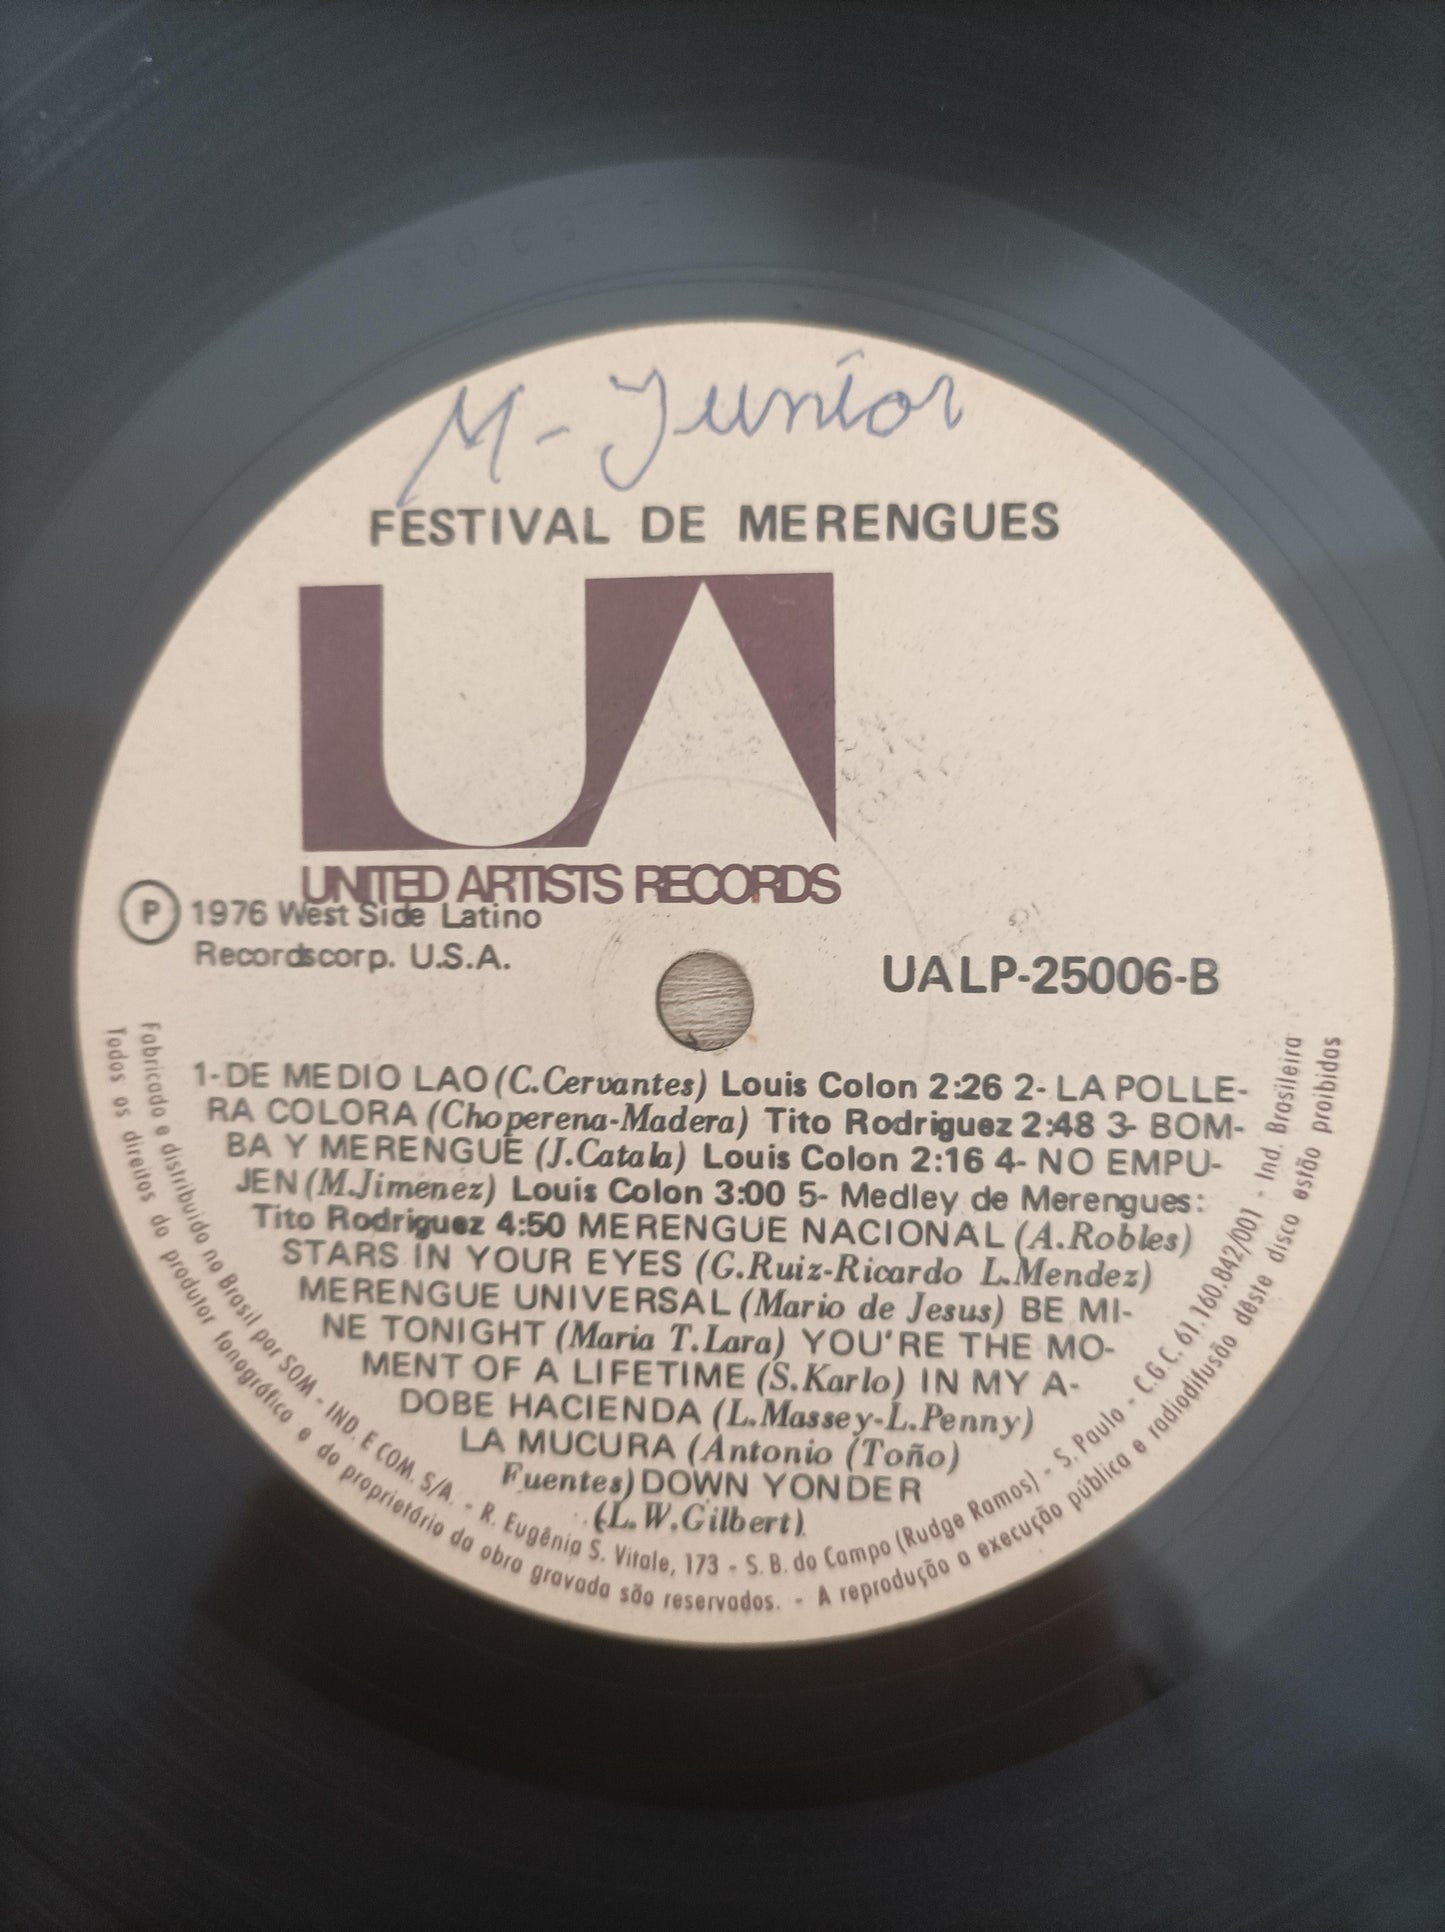 M-Junior
FESTIVAL DE MERENGUES
UA
UNITED ARTISTS RECORDS
P 1976 West Side Latino
Recordscorp. U.S.A.
UALP-25006-B
1-DE MEDIO LAO (C.Cervantes) Louis Colon 2:26 2- LA POLLE-
RA COLORA (Choperena-Madera) Tito Rodriguez 2:48 3- BOM-
BA Y MERENGUE (J.Catala) Louis Colon 2:16 4- NO EMPU-
JEN (M.Jimenez) Louis Colon 3:00 5- Medley de Merengues:
Tito Rodriguez 4:50 MERENGUE NACIONAL (A.Robles)
STARS IN YOUR EYES (G.Ruiz-Ricardo L.Mendez)
MERENGUE UNIVERSAL (Mario de Jesus) BE MI-
NE TONIGHT (Maria T.Lara) YOU'RE THE MO-
MENT OF A LIFETIME (S.Karlo) IN MY A-
DOBE HACIENDA (L.Massey-L.Penny)
LA MUCURA (Antonio (Toño)
Fuentes) DOWN YONDER
(L.W.Gilbert)
Fabricado e distribuido no Brasil por SOM - IND. E COM. S/A. - R. Eugênia S. Vitale, 173 - S. B. do Campo (Rudge Ramos) - S. Paulo - C.G.C. 61.160.842/001 - Ind. Brasileira
Todos os direitos do produtor fonográfico e do proprietário da obra gravada são reservados. - A reprodução a execução pública e radiodifusão dêste disco estão proibidas